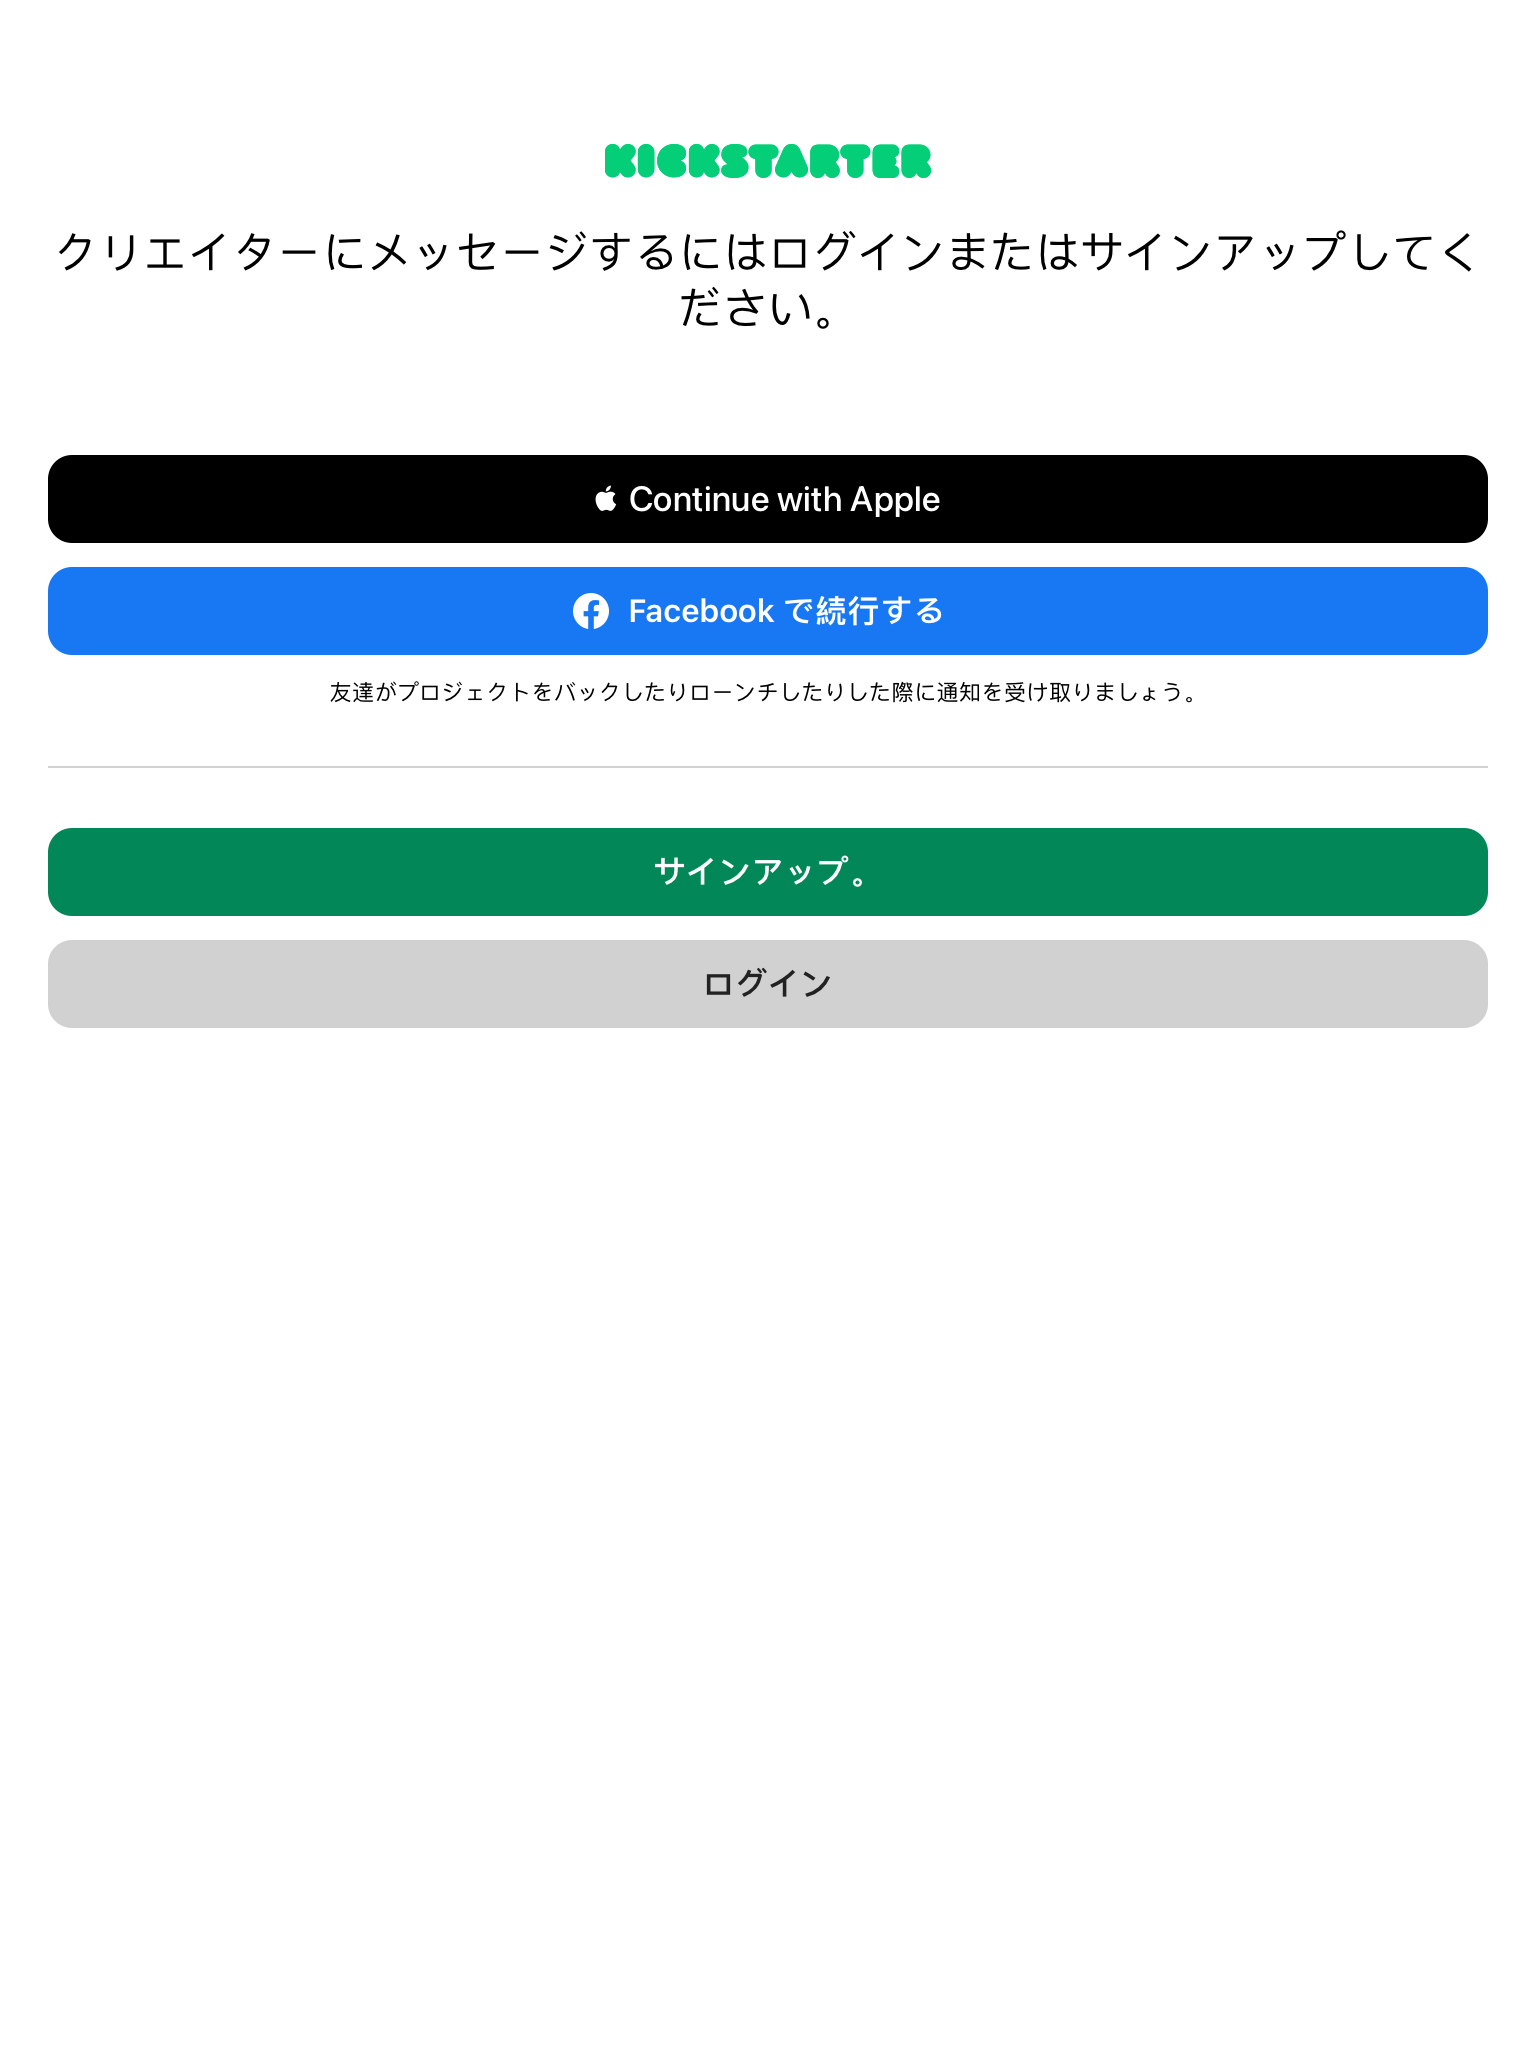 KICKSTARTER
クリエイターにメッセージするにはログインまたはサインアップしてく
ださい。
Continue with Apple
Facebook で続行する
友達がプロジェクトをバックしたりローンチしたりした際に通知を受け取りましょう。
サインアップ。
ログイン